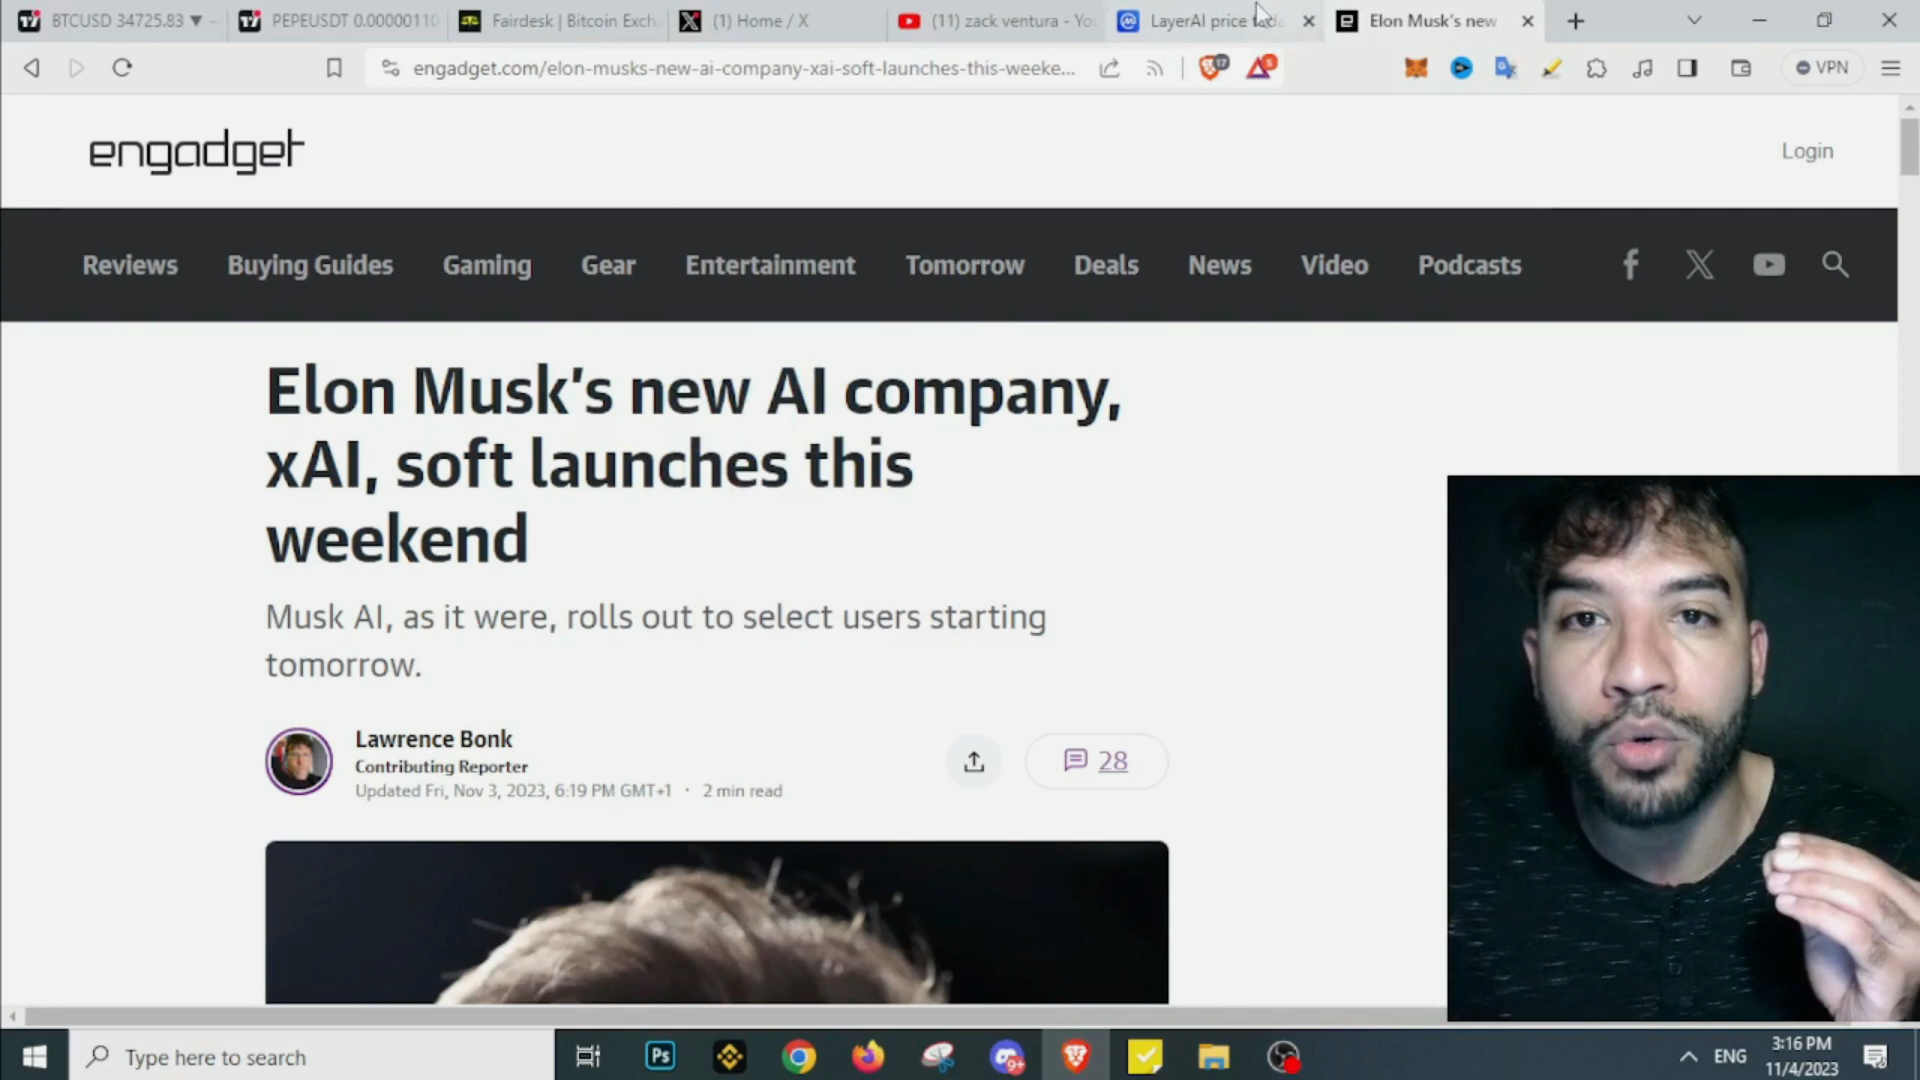 BTCUSD 34725.83 ▼ –
PEPEUSDT 0.00000110
Fairdesk | Bitcoin Exch
(1) Home / X
(11) zack ventura - Yo
LayerAI price toda
Elon Musk's new
engadget.com/elon-musks-new-ai-company-xai-soft-launches-this-weeke...
17
5
VPN
engadget
Login
Reviews Buying Guides Gaming Gear Entertainment Tomorrow Deals News Video Podcasts
Elon Musk's new AI company,
xAI, soft launches this
weekend
Musk AI, as it were, rolls out to select users starting
tomorrow.
Lawrence Bonk
Contributing Reporter
Updated Fri, Nov 3, 2023, 6:19 PM GMT+1 · 2 min read
28
Type here to search
Ps
9+
ENG
3:16 PM
11/4/2023